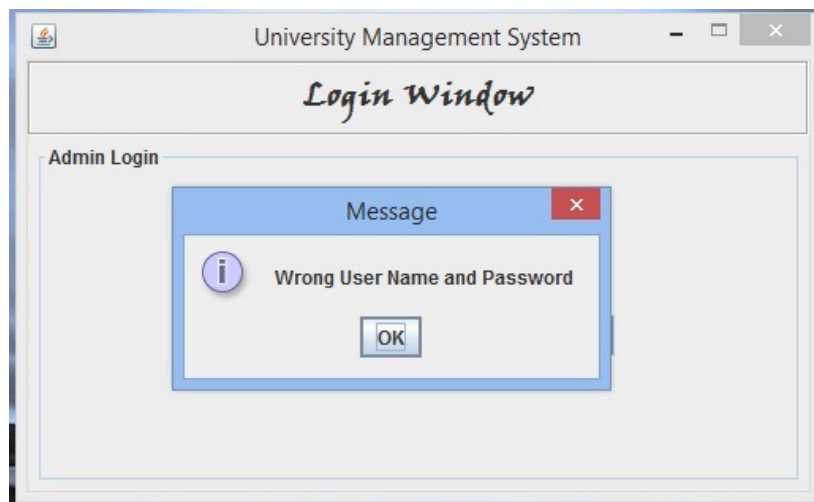 University Management System
Login Window
Admin Login
Message
Wrong User Name and Password
OK